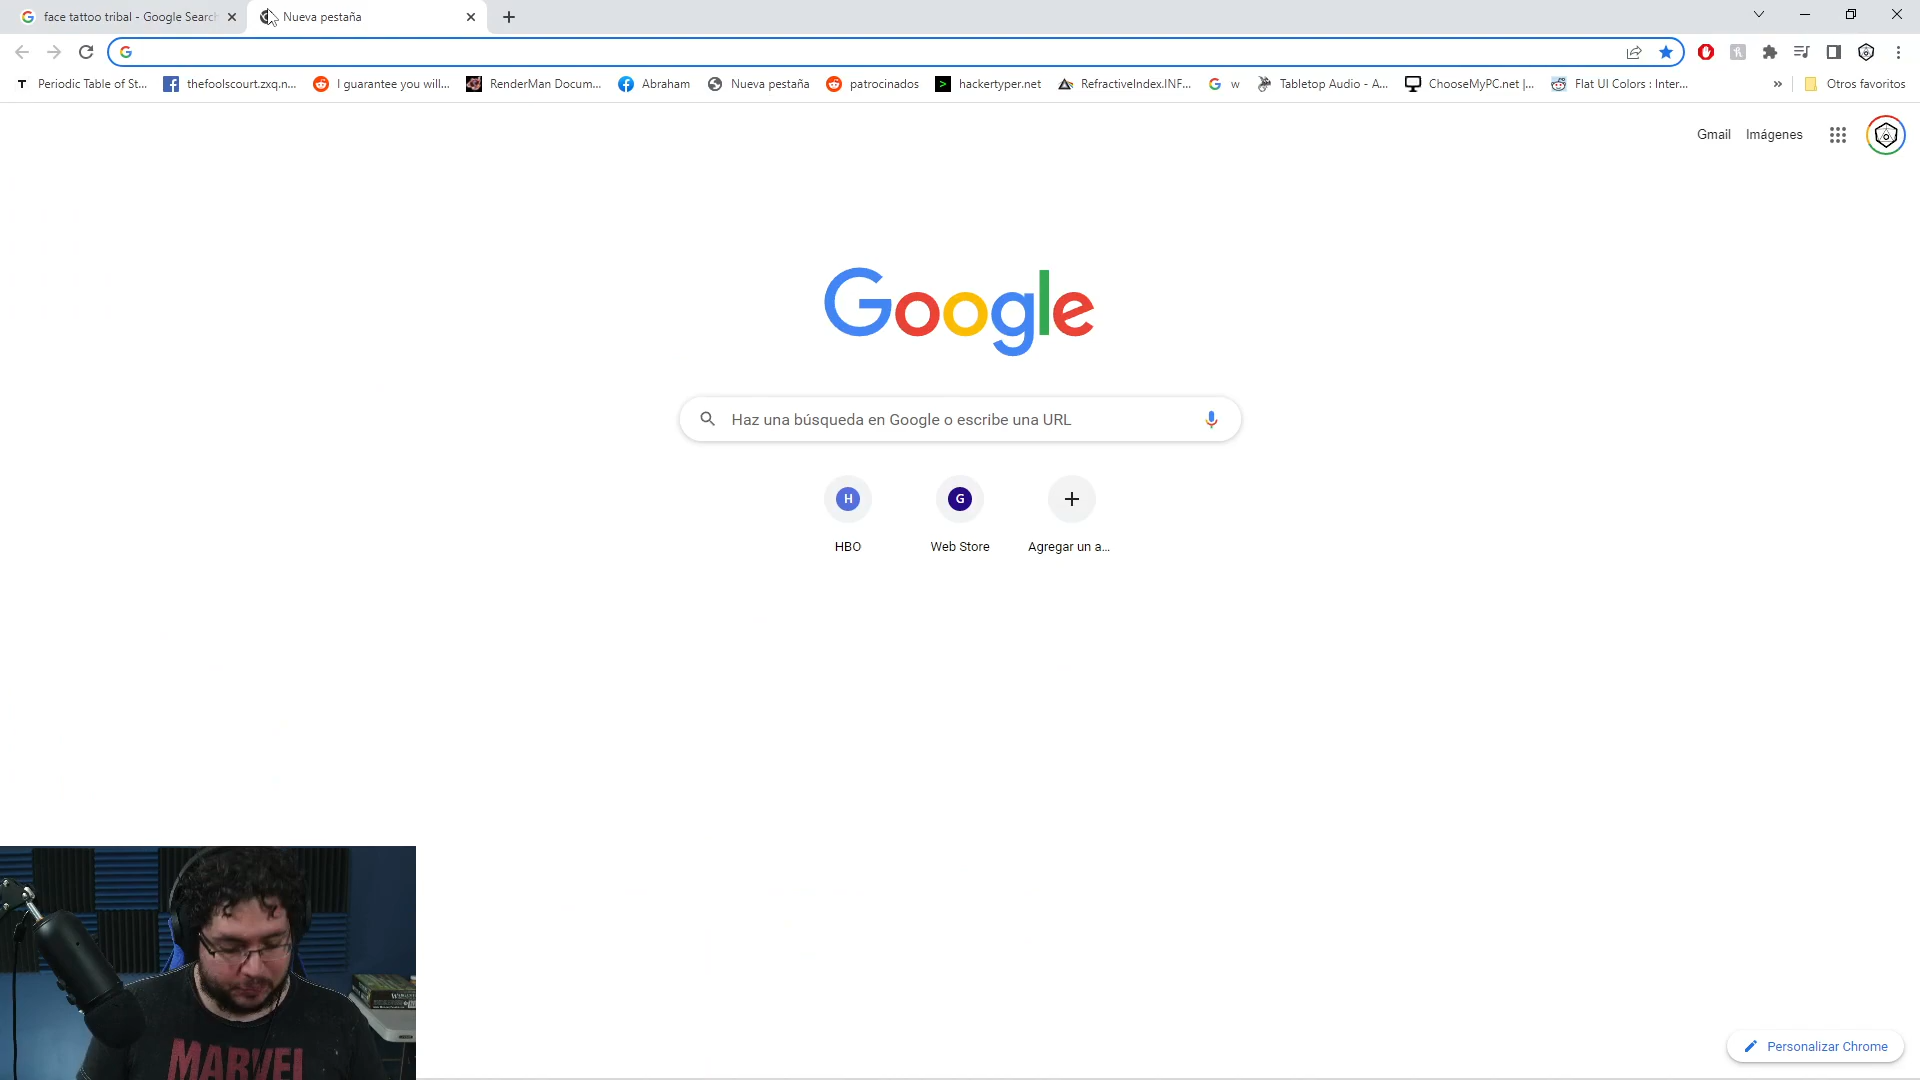 face tattoo tribal - Google Search
Nueva pestaña
Periodic Table of St...
thefoolscourt.zxq.n...
I guarantee you will...
RenderMan Docum...
Abraham
Nueva pestaña
patrocinados
hackertyper.net
RefractiveIndex.INF...
w
Tabletop Audio - A...
ChooseMyPC.net |...
Flat UI Colors : Inter...
Otros favoritos
Gmail
Imágenes
Google
Haz una búsqueda en Google o escribe una URL
H
G
HBO
Web Store
Agregar un a...
MARVEL
Personalizar Chrome